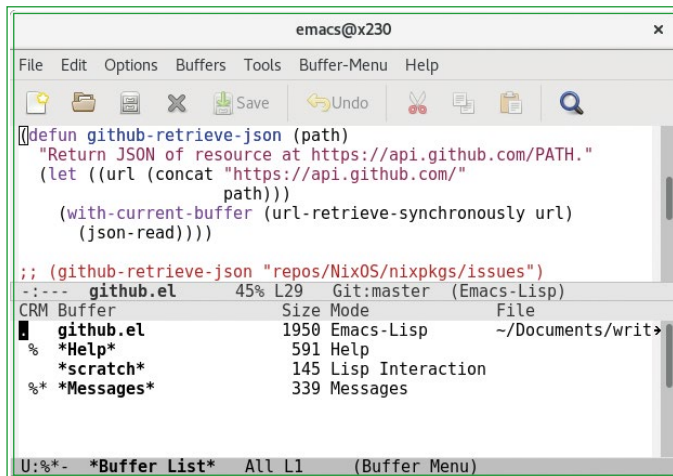 emacs@x230 ×
File Edit Options Buffers Tools Buffer-Menu Help
Save Undo
(defun github-retrieve-json (path)
  "Return JSON of resource at https://api.github.com/PATH."
  (let ((url (concat "https://api.github.com/"
                     path)))
    (with-current-buffer (url-retrieve-synchronously url)
      (json-read))))
;; (github-retrieve-json "repos/NixOS/nixpkgs/issues")
-:--- github.el 45% L29 Git:master (Emacs-Lisp)
CRM Buffer Size Mode File
. github.el 1950 Emacs-Lisp ~/Documents/writ→
% *Help* 591 Help
*scratch* 145 Lisp Interaction
%* *Messages* 339 Messages
U:%*- *Buffer List* All L1 (Buffer Menu)